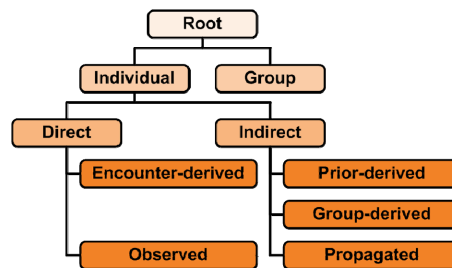 Root
Individual
Group
Direct
Indirect
Encounter-derived
Prior-derived
Group-derived
Observed
Propagated